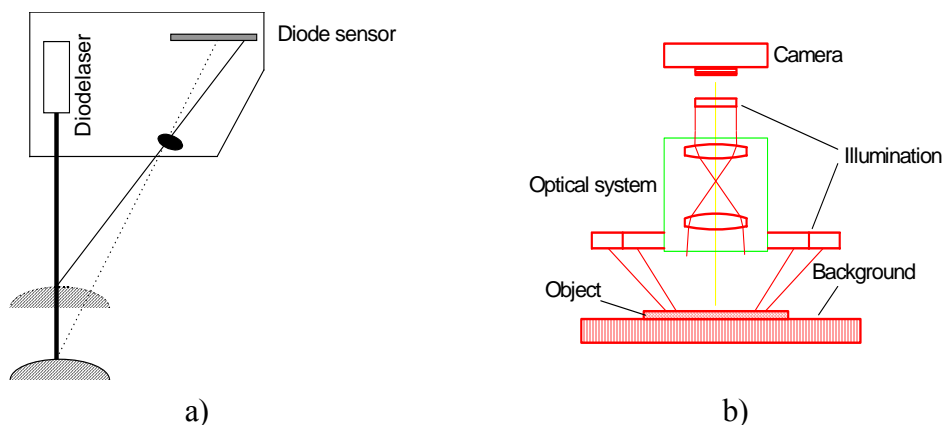 Diode sensor
Diodelaser
a)
Camera
Illumination
Optical system
Background
Object
b)